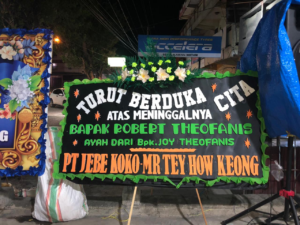 TURUT BERDUKA CITA
ATAS MENINGGALNYA
BAPAK ROBERT THEOFANIS
AYAH DARI Bpk.JOY THEOFANIS
PT JEBE KOKO-MR TEY HOW KEONG